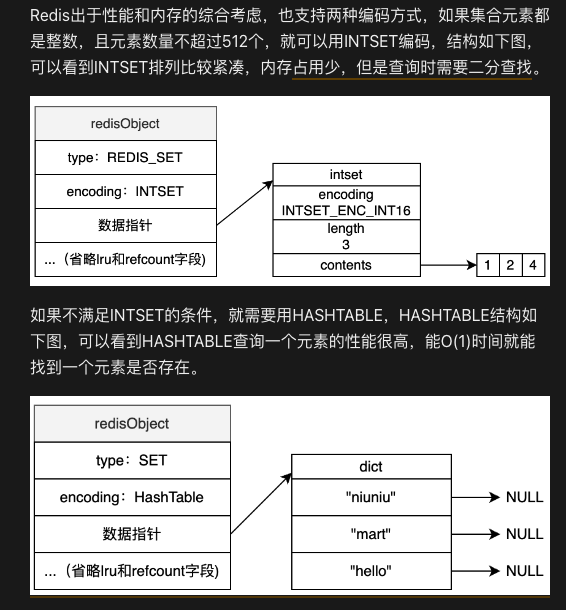 Redis出于性能和内存的综合考虑，也支持两种编码方式，如果集合元素都
是整数，且元素数量不超过512个，就可以用INTSET编码，结构如下图，
可以看到INTSET排列比较紧凑，内存占用少，但是查询时需要二分查找。
redisObject
type：REDIS_SET
encoding：INTSET
数据指针
...（省略lru和refcount字段）
intset
encoding
INTSET_ENC_INT16
length
3
contents
1 2 4
如果不满足INTSET的条件，就需要用HASHTABLE，HASHTABLE结构如
下图，可以看到HASHTABLE查询一个元素的性能很高，能O(1)时间就能
找到一个元素是否存在。
redisObject
type：SET
encoding：HashTable
数据指针
...（省略lru和refcount字段）
dict
"niuniu" NULL
"mart" NULL
"hello" NULL